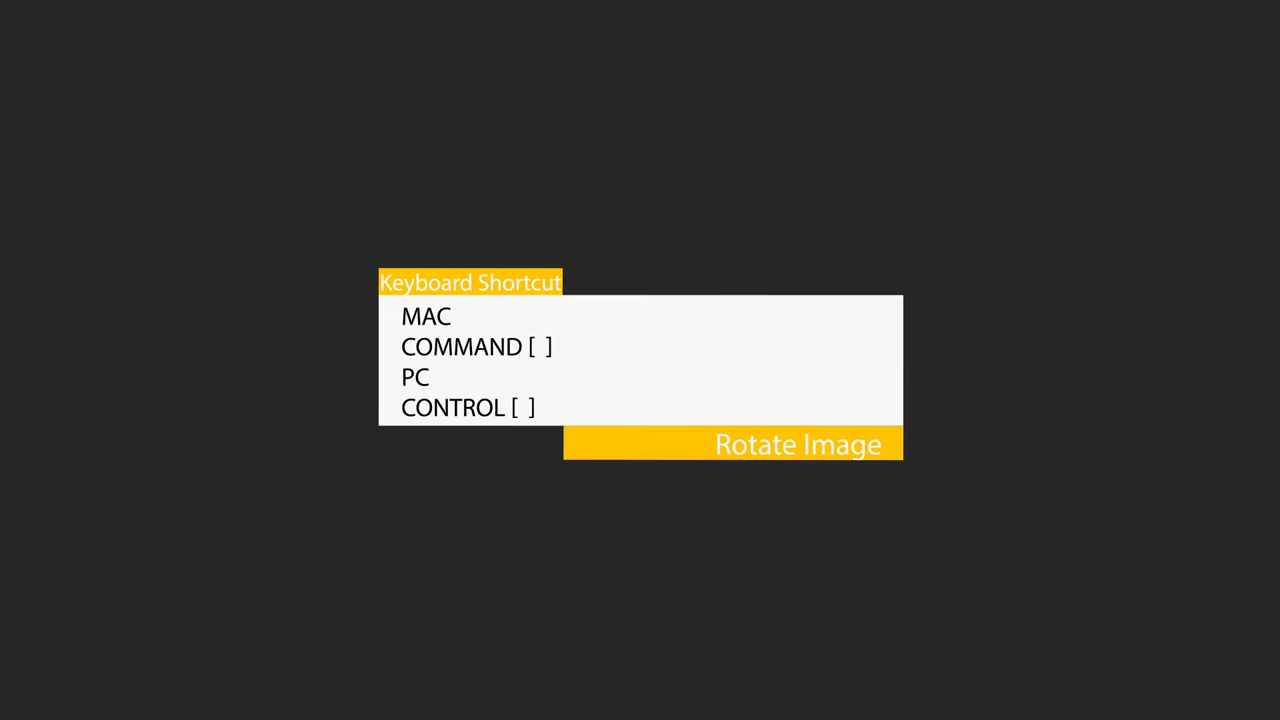 Keyboard Shortcut
MAC
COMMAND [ ]
PC
CONTROL [ ]
Rotate Image